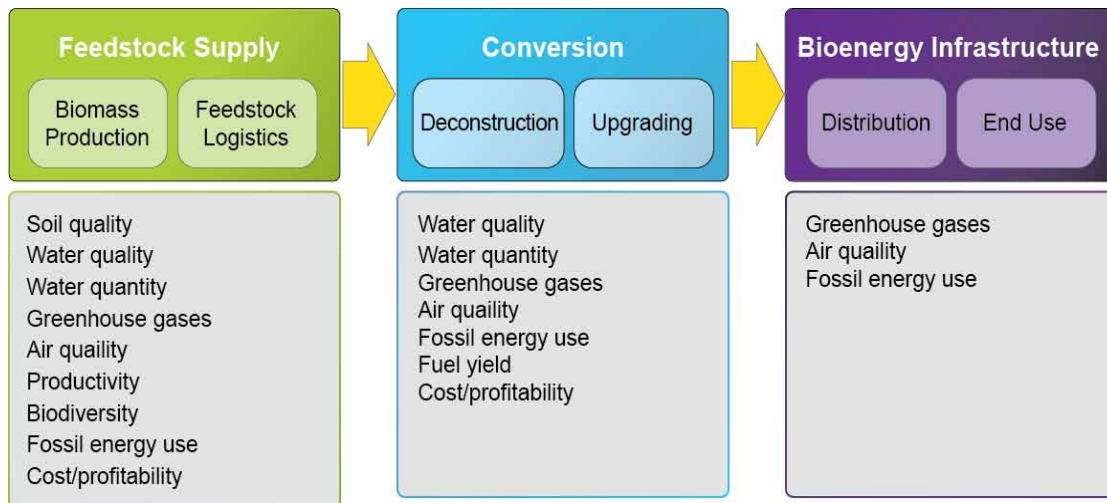 Feedstock Supply
Biomass
Production
Feedstock
Logistics
Conversion
Deconstruction
Upgrading
Bioenergy Infrastructure
Distribution
End Use
Soil quality
Water quality
Water quantity
Greenhouse gases
Air quaility
Productivity
Biodiversity
Fossil energy use
Cost/profitability
Water quality
Water quantity
Greenhouse gases
Air quaility
Fossil energy use
Fuel yield
Cost/profitability
Greenhouse gases
Air quaility
Fossil energy use